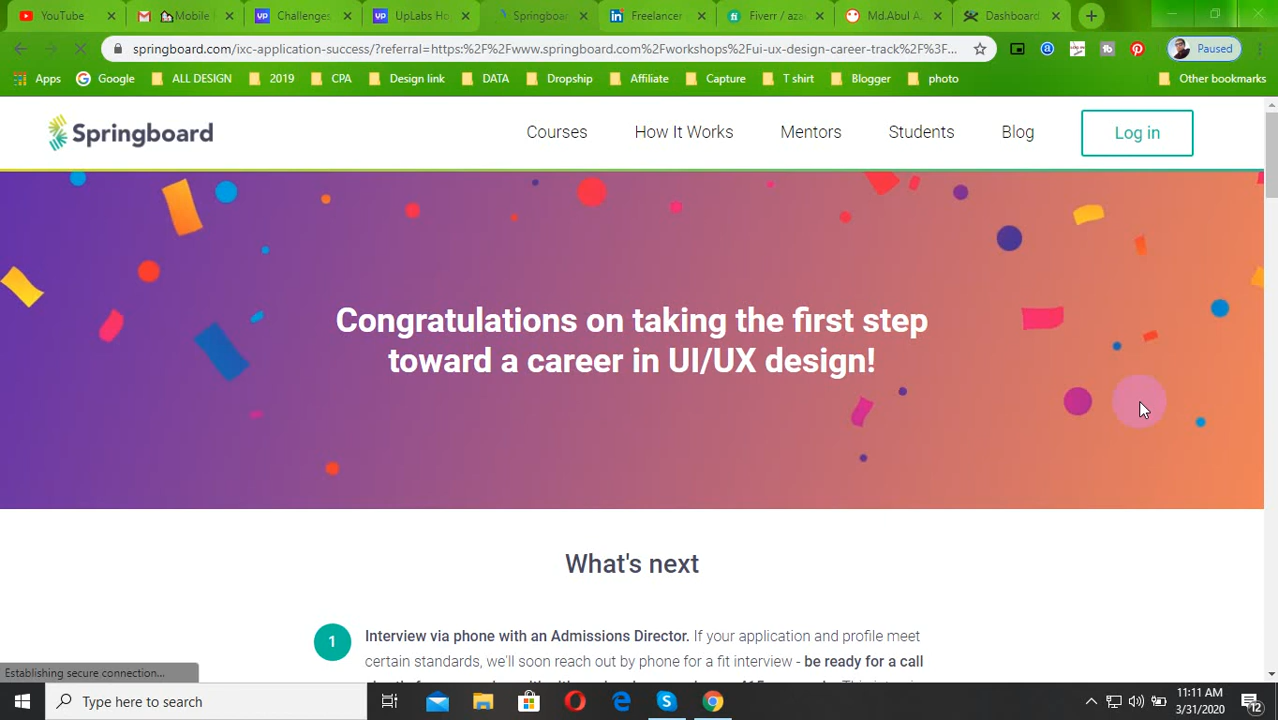 YouTube
Mobile
Challenges
UpLabs Ho
Springboar
Freelancer
Fiverr / aza
Md.Abul A
Dashboard
springboard.com/ixc-application-success/?referral=https:%2F%2Fwww.springboard.com%2Fworkshops%2Fui-ux-design-career-track%2F%3F...
Paused
Apps
Google
ALL DESIGN
2019
CPA
Design link
DATA
Dropship
Affiliate
Capture
T shirt
Blogger
photo
Other bookmarks
Springboard
Courses
How It Works
Mentors
Students
Blog
Log in
Congratulations on taking the first step
toward a career in UI/UX design!
What's next
1
Interview via phone with an Admissions Director. If your application and profile meet
certain standards, we'll soon reach out by phone for a fit interview - be ready for a call
Establishing secure connection...
Type here to search
11:11 AM
3/31/2020
12